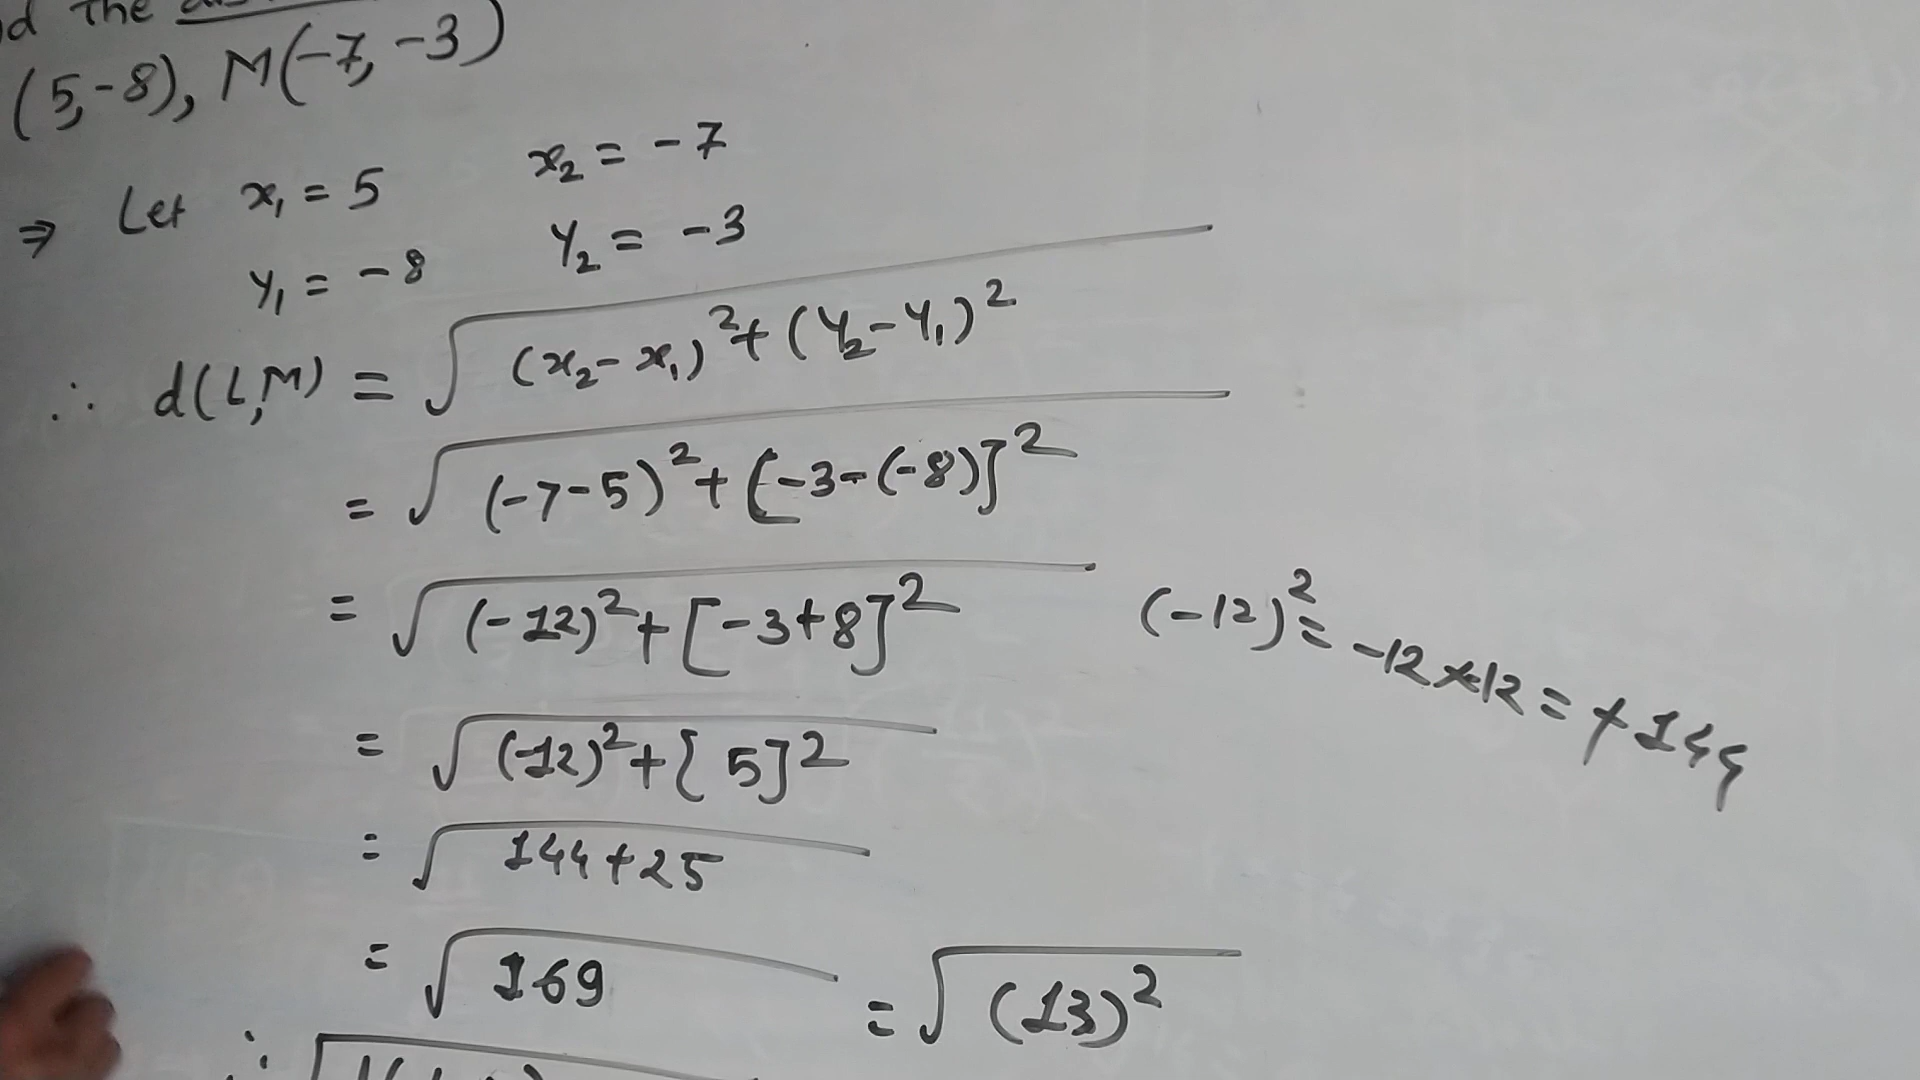 The
(5,-8), M(-7,-3)
⇒ Let x₁ = 5 x₂ = -7
y₁ = -8 y₂ = -3
∴ d(L,M) = √((x₂-x₁)²+(y₂-y₁)²)
= √((-7-5)²+[-3-(-8)]²)
= √((-12)²+[-3+8]²) (-12)² = -12×-12 = +144
= √((-12)²+[5]²)
= √(144+25)
= √169 = √((13)²)
∴